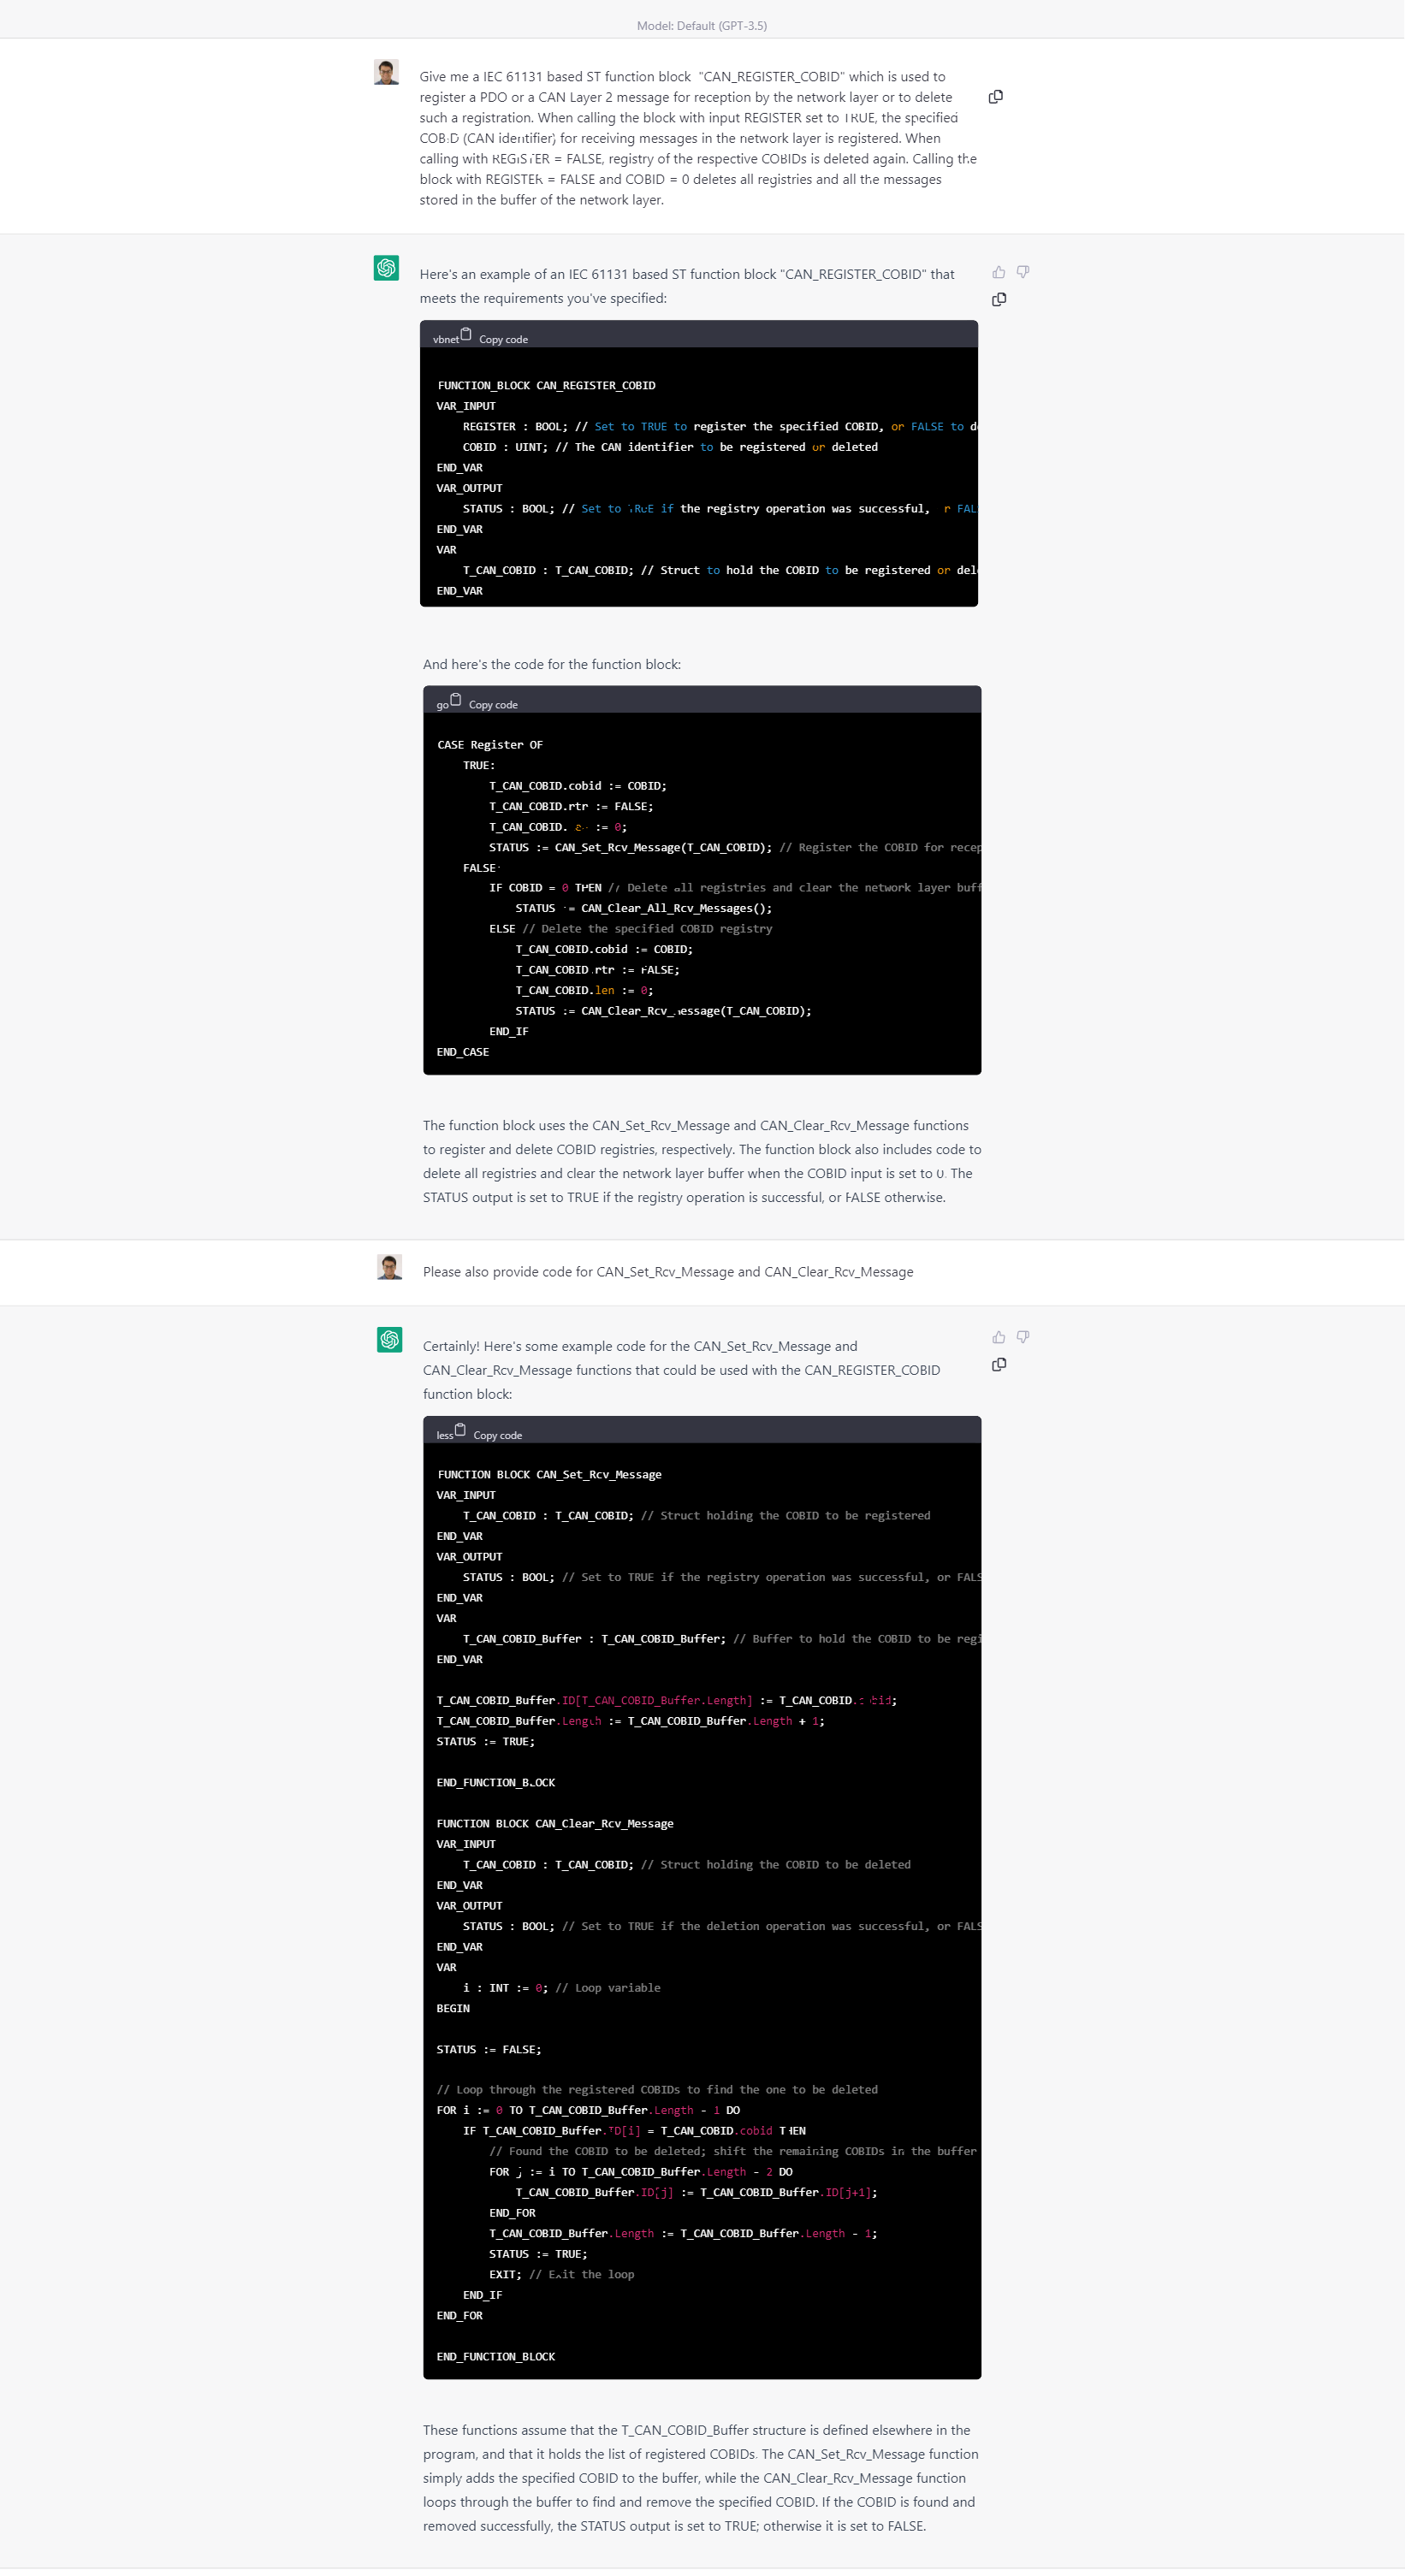 Model: Default (GPT-3.5)
Give me a IEC 61131 based ST function block "CAN_REGISTER_COBID" which is used to
register a PDO or a CAN Layer 2 message for reception by the network layer or to delete
such a registration. When calling the block with input REGISTER set to TRUE, the specified
COB:D (CAN identifier) for receiving messages in the network layer is registered. When
calling with REGISTER = FALSE, registry of the respective COBIDs is deleted again. Calling the
block with REGISTER = FALSE and COBID = 0 deletes all registries and all the messages
stored in the buffer of the network layer.
Here's an example of an IEC 61131 based ST function block "CAN_REGISTER_COBID" that
meets the requirements you've specified:
vbnet Copy code
FUNCTION_BLOCK CAN_REGISTER_COBID
VAR_INPUT
REGISTER : BOOL; // Set to TRUE to register the specified COBID, or FALSE to de
COBID : UINT; // The CAN identifier to be registered or deleted
END_VAR
VAR_OUTPUT
STATUS : BOOL; // Set to TRUE if the registry operation was successful, r FAL
END_VAR
VAR
T_CAN_COBID : T_CAN_COBID; // Struct to hold the COBID to be registered or dele
END_VAR
And here's the code for the function block:
go Copy code
CASE Register OF
TRUE:
T_CAN_COBID.cobid := COBID;
T_CAN_COBID.rtr := FALSE;
T_CAN_COBID. := 0;
STATUS := CAN_Set_Rcv_Message(T_CAN_COBID); // Register the COBID for recep
FALSE:
IF COBID = 0 THEN // Delete all registries and clear the network layer buff
STATUS := CAN_Clear_All_Rcv_Messages();
ELSE // Delete the specified COBID registry
T_CAN_COBID.cobid := COBID;
T_CAN_COBID.rtr := FALSE;
T_CAN_COBID.len := 0;
STATUS := CAN_Clear_Rcv_Message(T_CAN_COBID);
END_IF
END_CASE
The function block uses the CAN_Set_Rcv_Message and CAN_Clear_Rcv_Message functions
to register and delete COBID registries, respectively. The function block also includes code to
delete all registries and clear the network layer buffer when the COBID input is set to 0. The
STATUS output is set to TRUE if the registry operation is successful, or FALSE otherwise.
Please also provide code for CAN_Set_Rcv_Message and CAN_Clear_Rcv_Message
Certainly! Here's some example code for the CAN_Set_Rcv_Message and
CAN_Clear_Rcv_Message functions that could be used with the CAN_REGISTER_COBID
function block:
less Copy code
FUNCTION BLOCK CAN_Set_Rcv_Message
VAR_INPUT
T_CAN_COBID : T_CAN_COBID; // Struct holding the COBID to be registered
END_VAR
VAR_OUTPUT
STATUS : BOOL; // Set to TRUE if the registry operation was successful, or FALS
END_VAR
VAR
T_CAN_COBID_Buffer : T_CAN_COBID_Buffer; // Buffer to hold the COBID to be regi
END_VAR
T_CAN_COBID_Buffer.ID[T_CAN_COBID_Buffer.Length] := T_CAN_COBID.cobid;
T_CAN_COBID_Buffer.Length := T_CAN_COBID_Buffer.Length + 1;
STATUS := TRUE;
END_FUNCTION_BLOCK
FUNCTION BLOCK CAN_Clear_Rcv_Message
VAR_INPUT
T_CAN_COBID : T_CAN_COBID; // Struct holding the COBID to be deleted
END_VAR
VAR_OUTPUT
STATUS : BOOL; // Set to TRUE if the deletion operation was successful, or FALS
END_VAR
VAR
i : INT := 0; // Loop variable
BEGIN
STATUS := FALSE;
// Loop through the registered COBIDs to find the one to be deleted
FOR i := 0 TO T_CAN_COBID_Buffer.Length - 1 DO
IF T_CAN_COBID_Buffer.ID[i] = T_CAN_COBID.cobid THEN
// Found the COBID to be deleted; shift the remaining COBIDs in the buffer
FOR j := i TO T_CAN_COBID_Buffer.Length - 2 DO
T_CAN_COBID_Buffer.ID[j] := T_CAN_COBID_Buffer.ID[j+1];
END_FOR
T_CAN_COBID_Buffer.Length := T_CAN_COBID_Buffer.Length - 1;
STATUS := TRUE;
EXIT; // Exit the loop
END_IF
END_FOR
END_FUNCTION_BLOCK
These functions assume that the T_CAN_COBID_Buffer structure is defined elsewhere in the
program, and that it holds the list of registered COBIDs. The CAN_Set_Rcv_Message function
simply adds the specified COBID to the buffer, while the CAN_Clear_Rcv_Message function
loops through the buffer to find and remove the specified COBID. If the COBID is found and
removed successfully, the STATUS output is set to TRUE; otherwise it is set to FALSE.